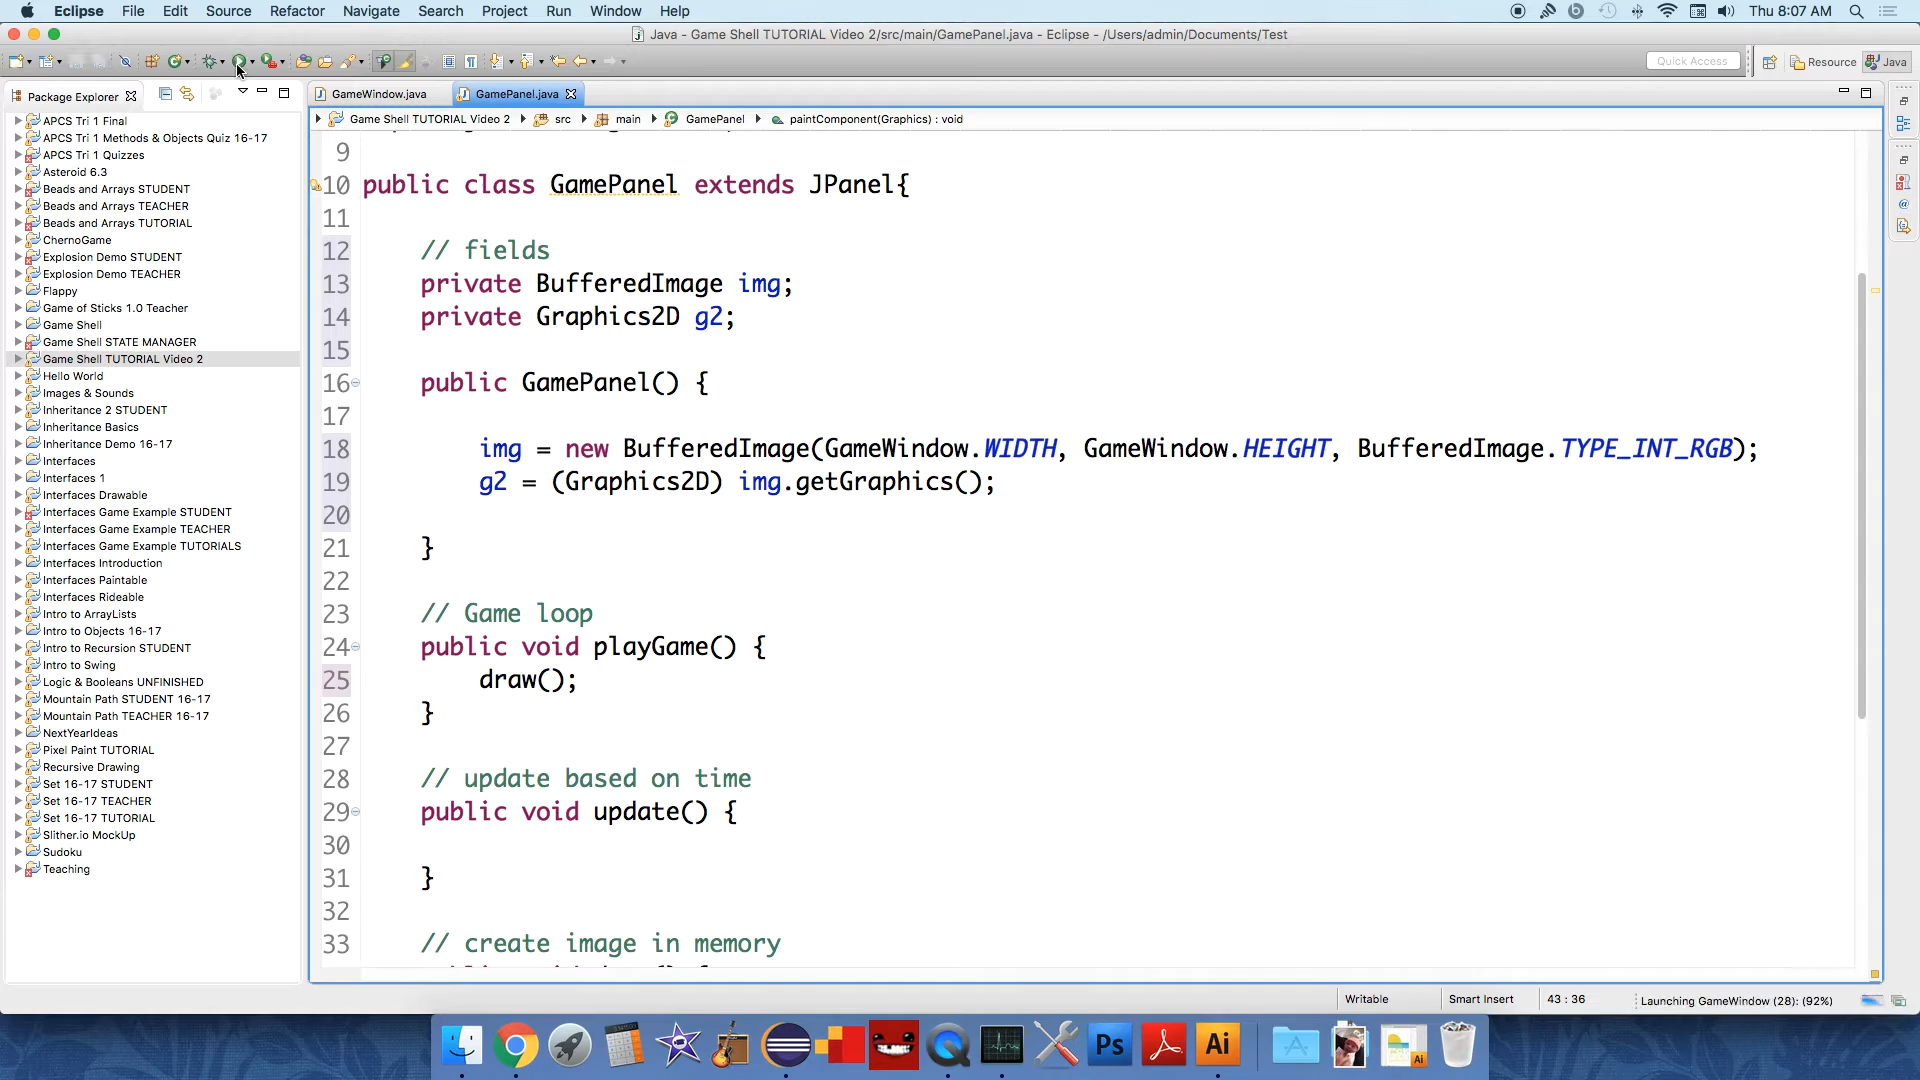 Eclipse File Edit Source Refactor Navigate Search Project Run Window Help Thu 8:07 AM
Java - Game Shell TUTORIAL Video 2/src/main/GamePanel.java - Eclipse - /Users/admin/Documents/Test
Quick Access Resource Java
Package Explorer
GameWindow.java GamePanel.java
Game Shell TUTORIAL Video 2 src main GamePanel paintComponent(Graphics) : void
APCS Tri 1 Final
APCS Tri 1 Methods & Objects Quiz 16-17
APCS Tri 1 Quizzes
Asteroid 6.3
Beads and Arrays STUDENT
Beads and Arrays TEACHER
Beads and Arrays TUTORIAL
ChernoGame
Explosion Demo STUDENT
Explosion Demo TEACHER
Flappy
Game of Sticks 1.0 Teacher
Game Shell
Game Shell STATE MANAGER
Game Shell TUTORIAL Video 2
Hello World
Images & Sounds
Inheritance 2 STUDENT
Inheritance Basics
Inheritance Demo 16-17
Interfaces
Interfaces 1
Interfaces Drawable
Interfaces Game Example STUDENT
Interfaces Game Example TEACHER
Interfaces Game Example TUTORIALS
Interfaces Introduction
Interfaces Paintable
Interfaces Rideable
Intro to ArrayLists
Intro to Objects 16-17
Intro to Recursion STUDENT
Intro to Swing
Logic & Booleans UNFINISHED
Mountain Path STUDENT 16-17
Mountain Path TEACHER 16-17
NextYearIdeas
Pixel Paint TUTORIAL
Recursive Drawing
Set 16-17 STUDENT
Set 16-17 TEACHER
Set 16-17 TUTORIAL
Slither.io MockUp
Sudoku
Teaching
9
10 public class GamePanel extends JPanel{
11
12 // fields
13 private BufferedImage img;
14 private Graphics2D g2;
15
16 public GamePanel() {
17
18 img = new BufferedImage(GameWindow.WIDTH, GameWindow.HEIGHT, BufferedImage.TYPE_INT_RGB);
19 g2 = (Graphics2D) img.getGraphics();
20
21 }
22
23 // Game loop
24 public void playGame() {
25 draw();
26 }
27
28 // update based on time
29 public void update() {
30
31 }
32
33 // create image in memory
Writable Smart Insert 43 : 36 Launching GameWindow (28): (92%)
Ps Ai Ai